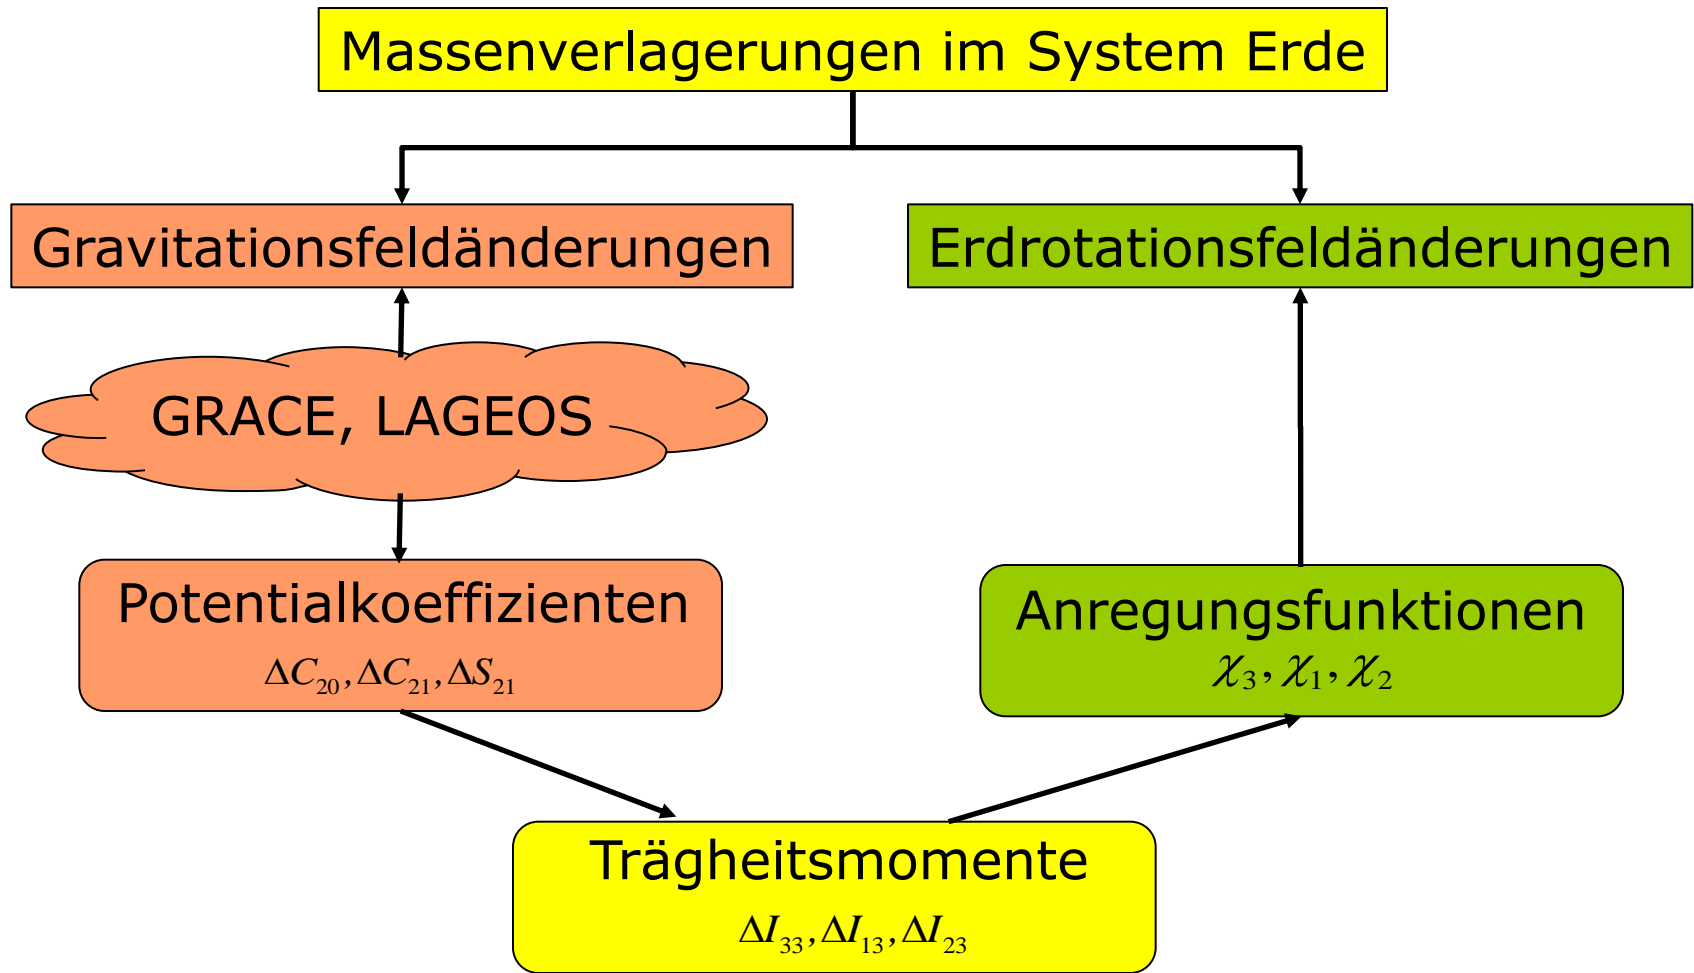 Massenverlagerungen im System Erde
Gravitationsfeldänderungen
Erdrotationsfeldänderungen
GRACE, LAGEOS
Potentialkoeffizienten
ΔC₂₀, ΔC₂₁, ΔS₂₁
Anregungsfunktionen
χ₃, χ₁, χ₂
Trägheitsmomente
ΔI₃₃, ΔI₁₃, ΔI₂₃